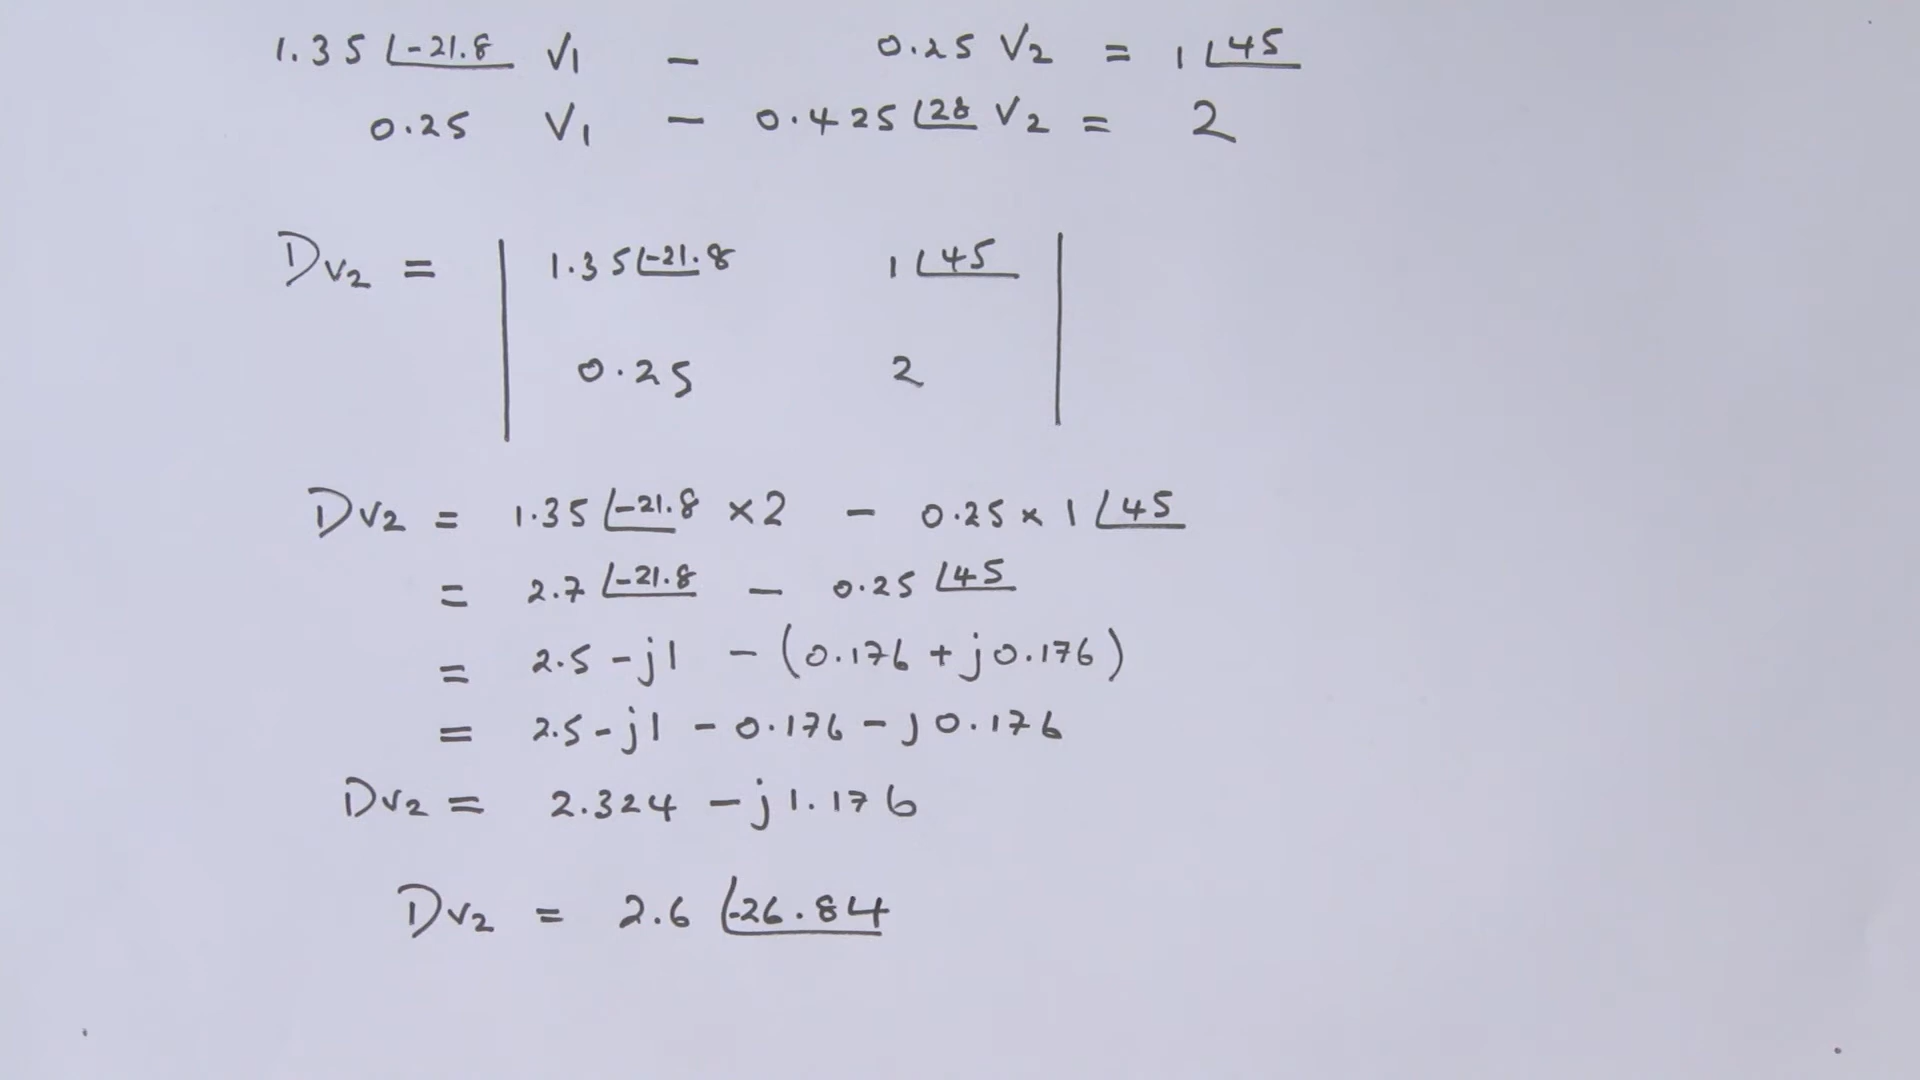 1.35 ∠-21.8 V1 - 0.25 V2 = 1 ∠45
0.25 V1 - 0.425 ∠28 V2 = 2
Dv2 = | 1.35 ∠-21.8 1 ∠45 |
0.25 2
Dv2 = 1.35 ∠-21.8 × 2 - 0.25 × 1 ∠45
= 2.7 ∠-21.8 - 0.25 ∠45
= 2.5 - j1 - (0.176 + j0.176)
= 2.5 - j1 - 0.176 - j0.176
Dv2 = 2.324 - j1.176
Dv2 = 2.6 ∠-26.84